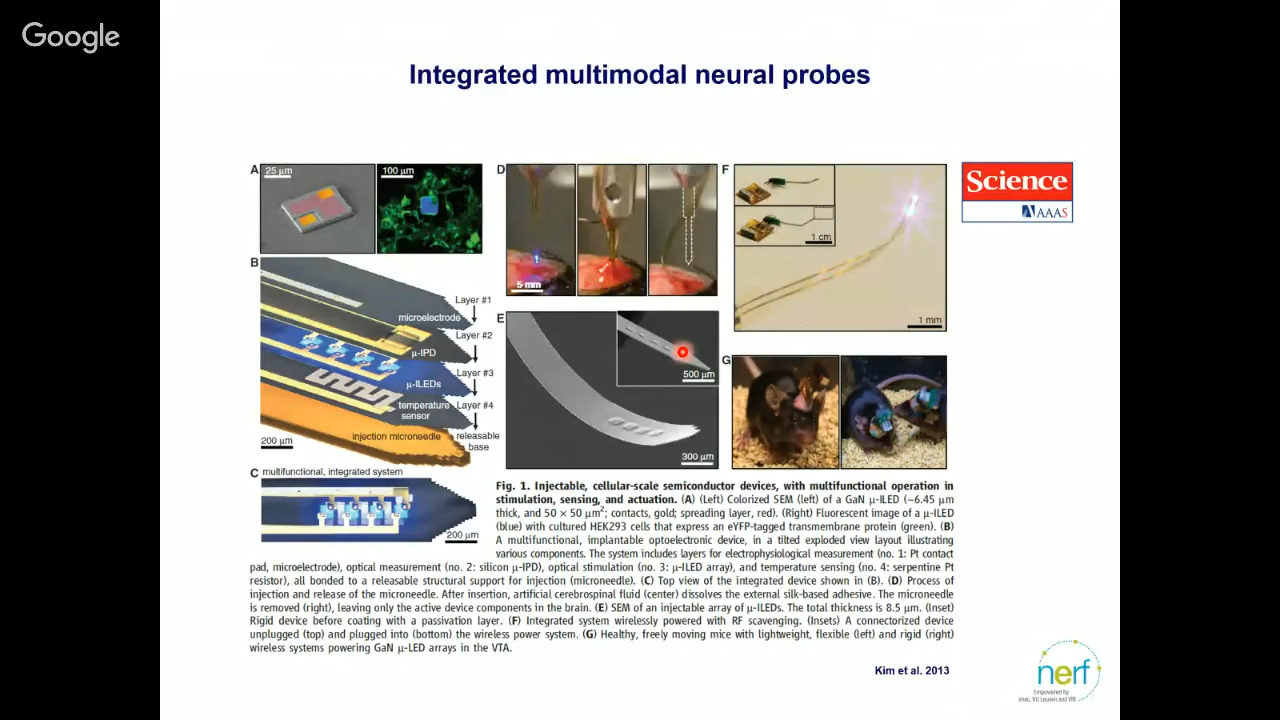 Google
Integrated multimodal neural probes
A
25 µm
100 µm
B
Layer #1
microelectrode
Layer #2
µ-IPD
Layer #3
µ-ILEDs
temperature
sensor
Layer #4
injection microneedle
releasable
base
200 µm
C multifunctional, integrated system
200 µm
D
5 mm
E
500 µm
300 µm
F
1 cm
1 mm
G
Science
AAAS
Fig. 1. Injectable, cellular-scale semiconductor devices, with multifunctional operation in
stimulation, sensing, and actuation. (A) (Left) Colorized SEM (left) of a GaN µ-ILED (~6.45 µm
thick, and 50 × 50 µm²; contacts, gold; spreading layer, red). (Right) Fluorescent image of a µ-ILED
(blue) with cultured HEK293 cells that express an eYFP-tagged transmembrane protein (green). (B)
A multifunctional, implantable optoelectronic device, in a tilted exploded view layout illustrating
various components. The system includes layers for electrophysiological measurement (no. 1: Pt contact
pad, microelectrode), optical measurement (no. 2: silicon µ-IPD), optical stimulation (no. 3: µ-ILED array), and temperature sensing (no. 4: serpentine Pt
resistor), all bonded to a releasable structural support for injection (microneedle). (C) Top view of the integrated device shown in (B). (D) Process of
injection and release of the microneedle. After insertion, artificial cerebrospinal fluid (center) dissolves the external silk-based adhesive. The microneedle
is removed (right), leaving only the active device components in the brain. (E) SEM of an injectable array of µ-ILEDs. The total thickness is 8.5 µm. (Inset)
Rigid device before coating with a passivation layer. (F) Integrated system wirelessly powered with RF scavenging. (Insets) A connectorized device
unplugged (top) and plugged into (bottom) the wireless power system. (G) Healthy, freely moving mice with lightweight, flexible (left) and rigid (right)
wireless systems powering GaN µ-LED arrays in the VTA.
Kim et al. 2013
nerf
Empowered by
imec, KU Leuven and VIB